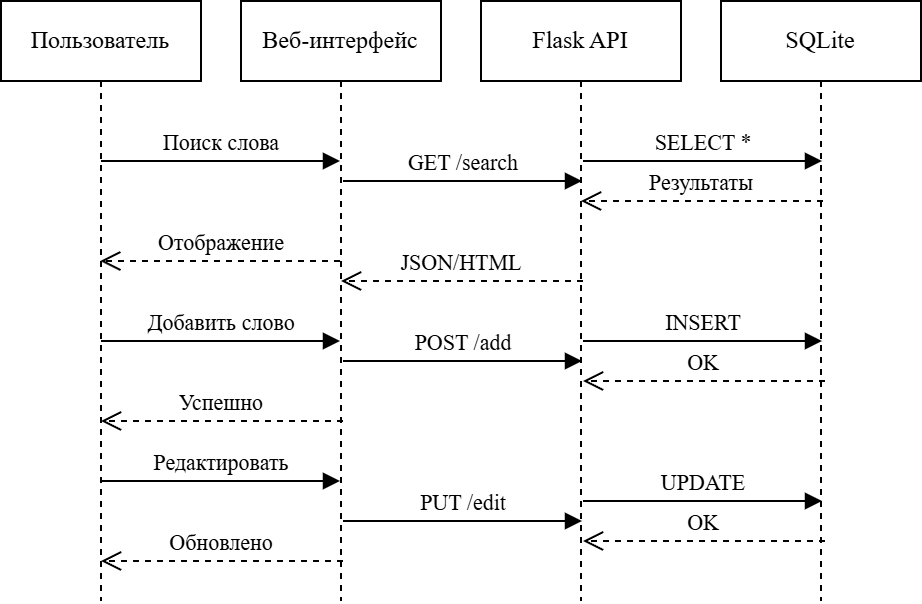 Пользователь
Веб-интерфейс
Flask API
SQLite
Поиск слова
SELECT *
GET /search
Результаты
Отображение
JSON/HTML
Добавить слово
INSERT
POST /add
OK
Успешно
Редактировать
UPDATE
PUT /edit
OK
Обновлено